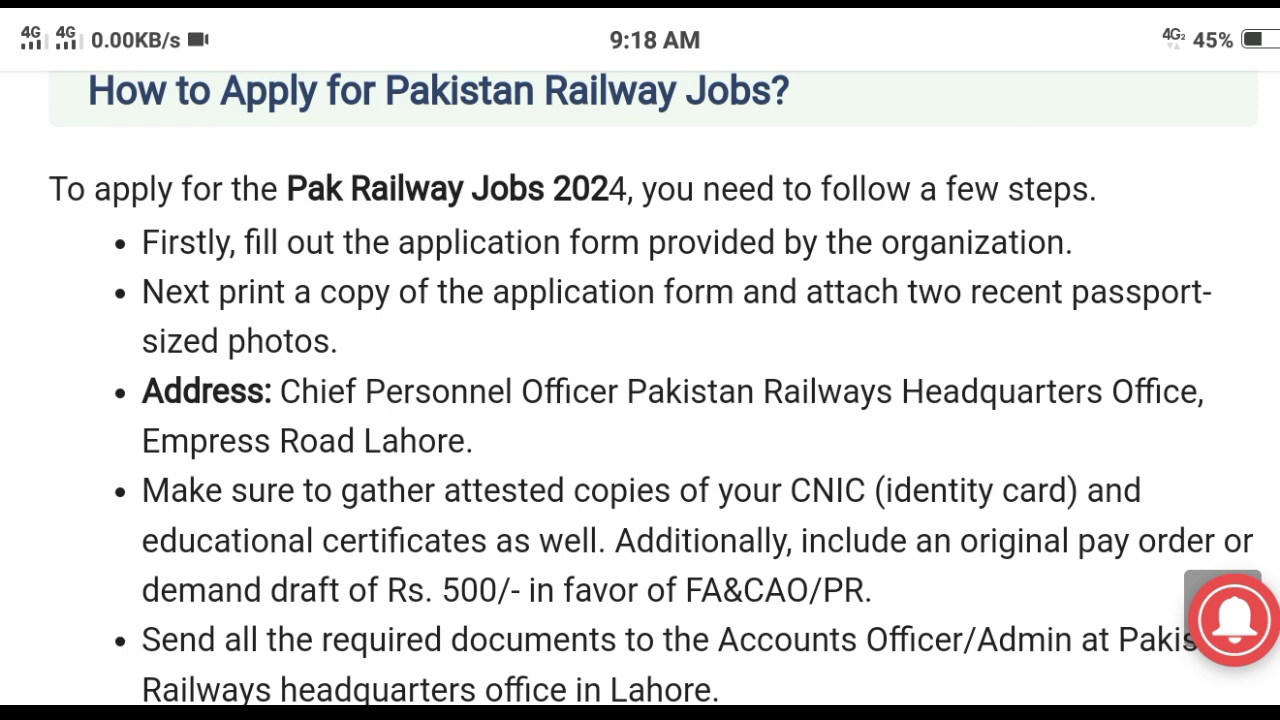 4G 4G 0.00KB/s 9:18 AM 4G2 45%
How to Apply for Pakistan Railway Jobs?
To apply for the Pak Railway Jobs 2024, you need to follow a few steps.
• Firstly, fill out the application form provided by the organization.
• Next print a copy of the application form and attach two recent passport-
sized photos.
• Address: Chief Personnel Officer Pakistan Railways Headquarters Office,
Empress Road Lahore.
• Make sure to gather attested copies of your CNIC (identity card) and
educational certificates as well. Additionally, include an original pay order or
demand draft of Rs. 500/- in favor of FA&CAO/PR.
• Send all the required documents to the Accounts Officer/Admin at Pakis
Railways headquarters office in Lahore.